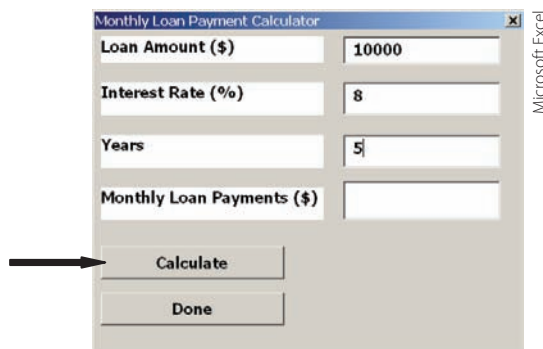 Monthly Loan Payment Calculator
Loan Amount ($) 10000
Interest Rate (%) 8
Years 5
Monthly Loan Payments ($)
Calculate
Done
Microsoft Excel